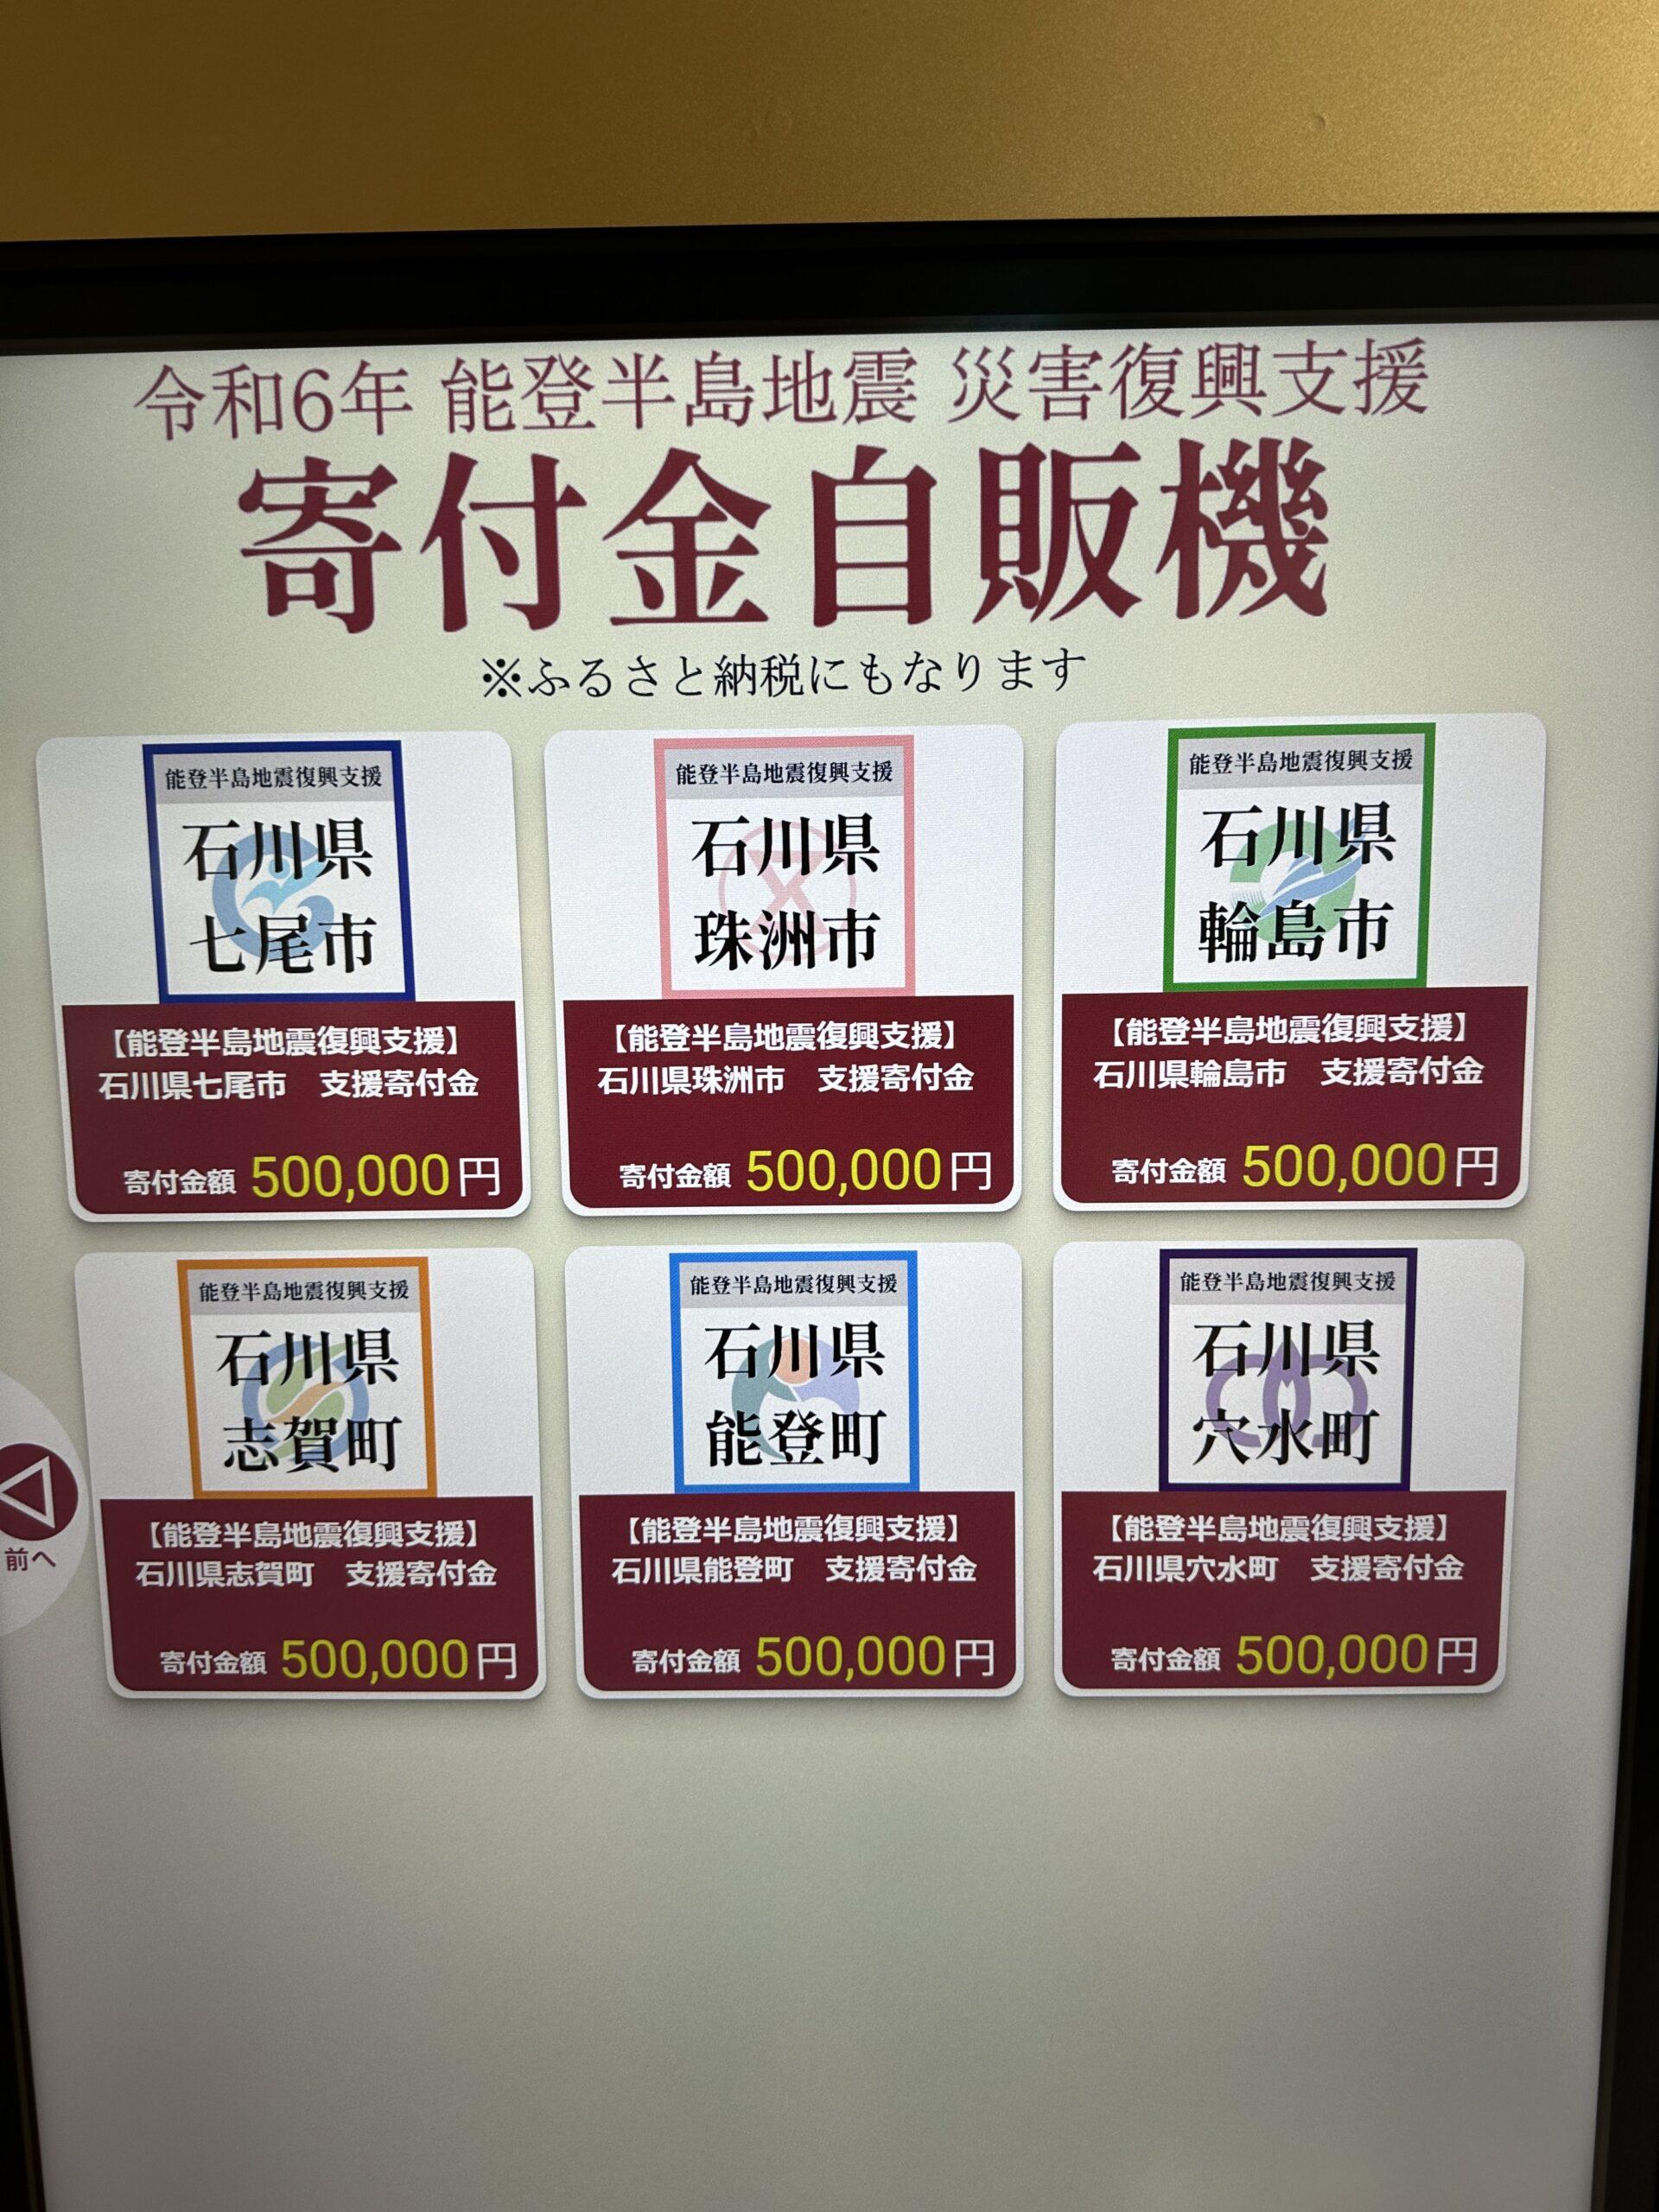 令和6年 能登半島地震 災害復興支援
寄付金自販機
※ふるさと納税にもなります
能登半島地震復興支援
石川県
七尾市
【能登半島地震復興支援】
石川県七尾市　支援寄付金
寄付金額 500,000円
能登半島地震復興支援
石川県
珠洲市
【能登半島地震復興支援】
石川県珠洲市　支援寄付金
寄付金額 500,000円
能登半島地震復興支援
石川県
輪島市
【能登半島地震復興支援】
石川県輪島市　支援寄付金
寄付金額 500,000円
能登半島地震復興支援
石川県
志賀町
【能登半島地震復興支援】
石川県志賀町　支援寄付金
寄付金額 500,000円
能登半島地震復興支援
石川県
能登町
【能登半島地震復興支援】
石川県能登町　支援寄付金
寄付金額 500,000円
能登半島地震復興支援
石川県
穴水町
【能登半島地震復興支援】
石川県穴水町　支援寄付金
寄付金額 500,000円
前へ